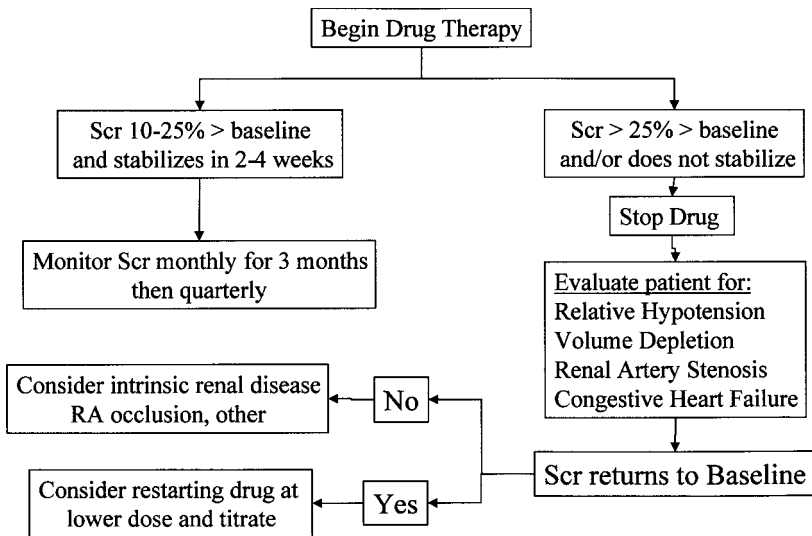 Begin Drug Therapy
Scr 10-25% > baseline
and stabilizes in 2-4 weeks
Monitor Scr monthly for 3 months
then quarterly
Scr > 25% > baseline
and/or does not stabilize
Stop Drug
Evaluate patient for:
Relative Hypotension
Volume Depletion
Renal Artery Stenosis
Congestive Heart Failure
Scr returns to Baseline
No
Consider intrinsic renal disease
RA occlusion, other
Yes
Consider restarting drug at
lower dose and titrate